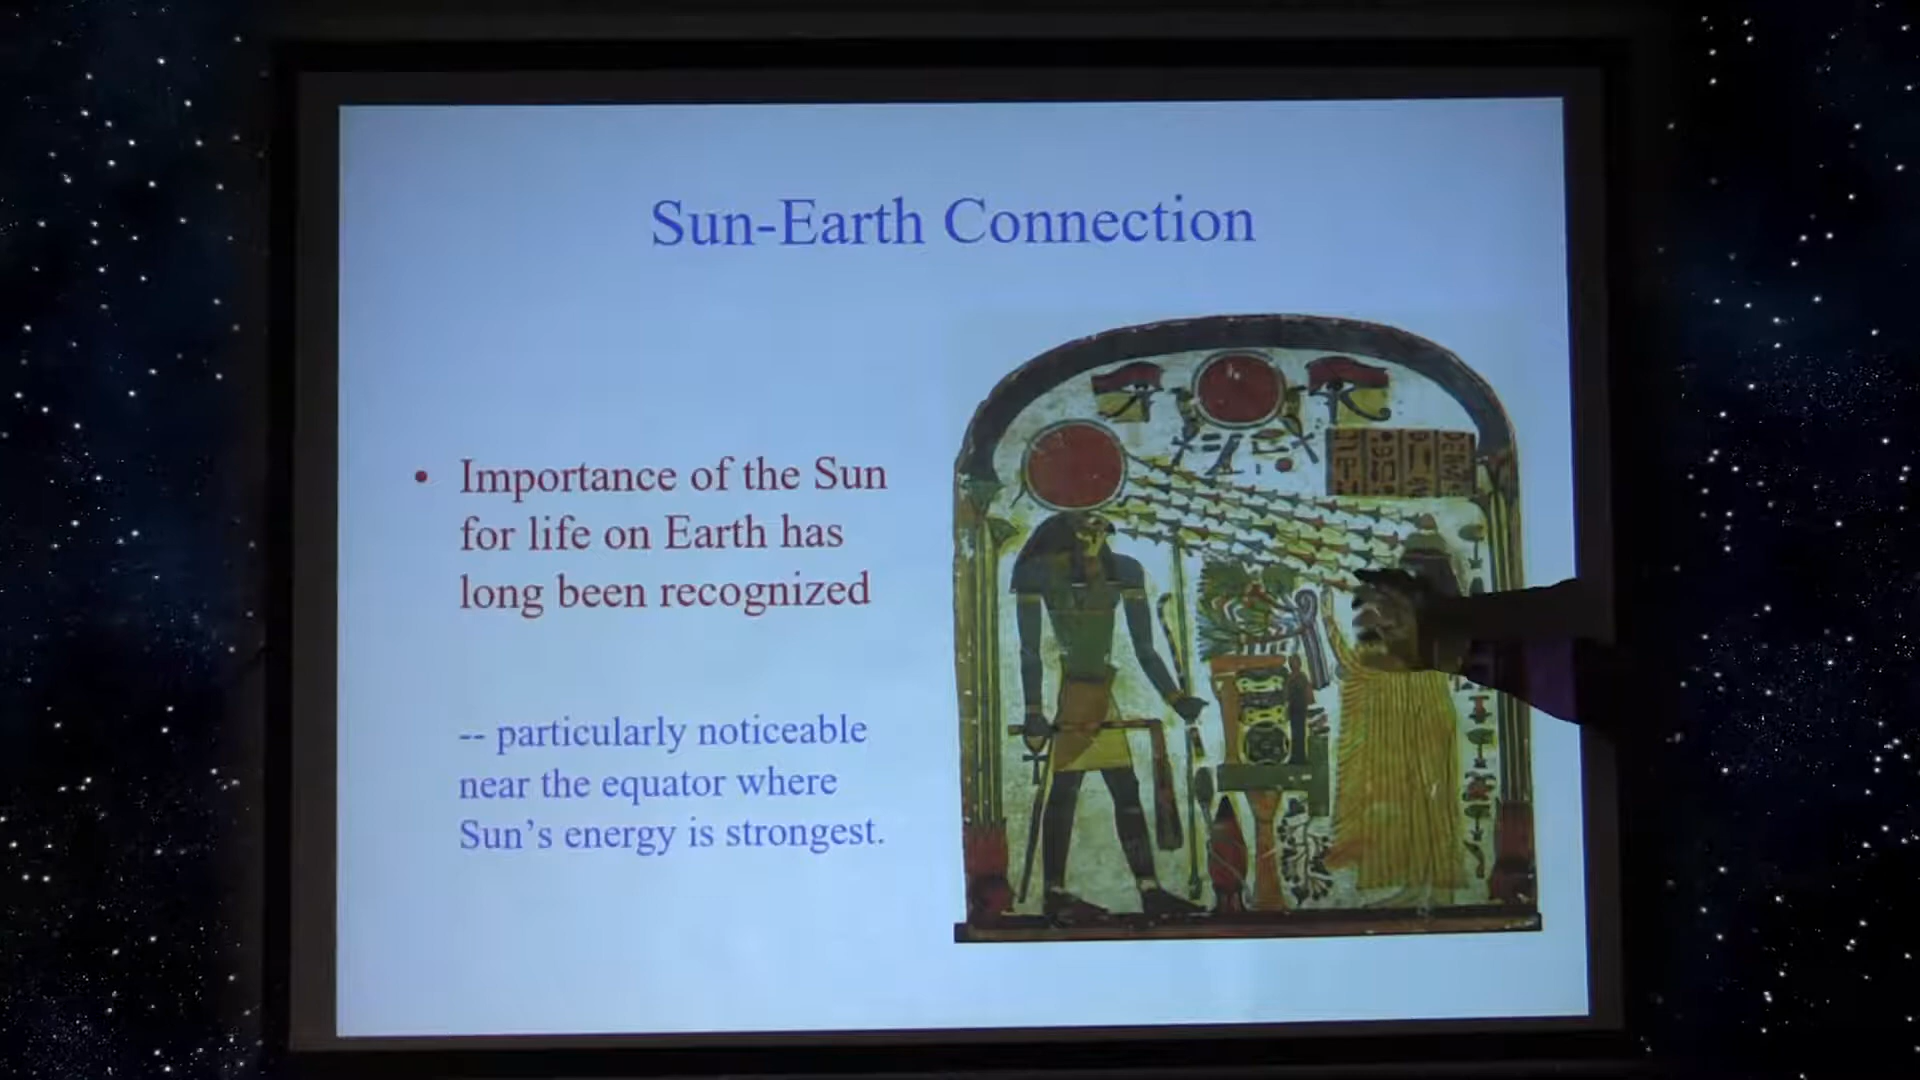 Sun-Earth Connection
• Importance of the Sun
for life on Earth has
long been recognized
-- particularly noticeable
near the equator where
Sun's energy is strongest.